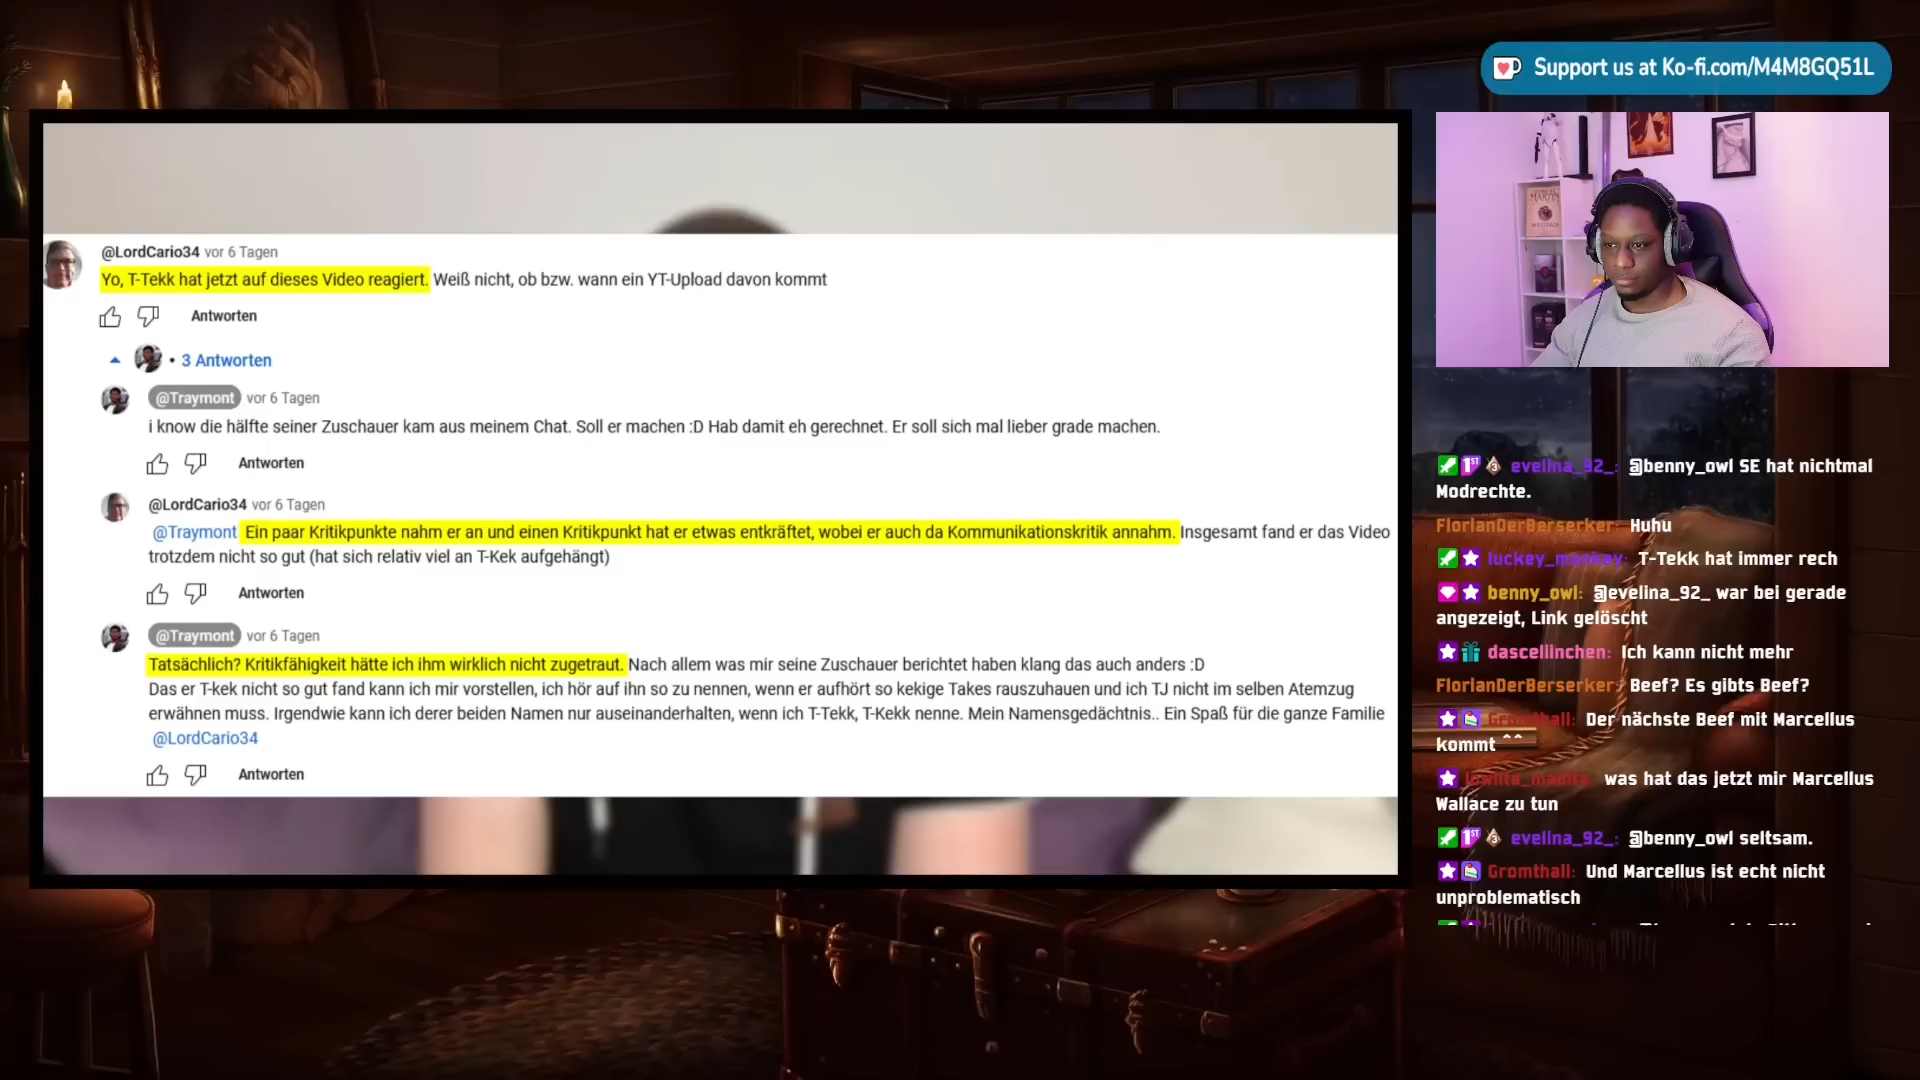 Support us at Ko-fi.com/M4M8GQ51L
@LordCario34 vor 6 Tagen
Yo, T-Tekk hat jetzt auf dieses Video reagiert. Weiß nicht, ob bzw. wann ein YT-Upload davon kommt
Antworten
• 3 Antworten
@Traymont vor 6 Tagen
i know die hälfte seiner Zuschauer kam aus meinem Chat. Soll er machen :D Hab damit eh gerechnet. Er soll sich mal lieber grade machen.
Antworten
@LordCario34 vor 6 Tagen
@Traymont Ein paar Kritikpunkte nahm er an und einen Kritikpunkt hat er etwas entkräftet, wobei er auch da Kommunikationskritik annahm. Insgesamt fand er das Video
trotzdem nicht so gut (hat sich relativ viel an T-Kek aufgehängt)
Antworten
@Traymont vor 6 Tagen
Tatsächlich? Kritikfähigkeit hätte ich ihm wirklich nicht zugetraut. Nach allem was mir seine Zuschauer berichtet haben klang das auch anders :D
Das er T-kek nicht so gut fand kann ich mir vorstellen, ich hör auf ihn so zu nennen, wenn er aufhört so kekige Takes rauszuhauen und ich TJ nicht im selben Atemzug
erwähnen muss. Irgendwie kann ich derer beiden Namen nur auseinanderhalten, wenn ich T-Tekk, T-Kekk nenne. Mein Namensgedächtnis.. Ein Spaß für die ganze Familie
@LordCario34
Antworten
MARTIN
evelina_92_: @benny_owl SE hat nichtmal
Modrechte.
FlorianDerBerserker: Huhu
luckey_monkey: T-Tekk hat immer rech
benny_owl: @evelina_92_ war bei gerade
angezeigt, Link gelöscht
dascellinchen: Ich kann nicht mehr
FlorianDerBerserker: Beef? Es gibts Beef?
Gromthall: Der nächste Beef mit Marcellus
kommt ^^
was hat das jetzt mir Marcellus
Wallace zu tun
evelina_92_: @benny_owl seltsam.
Gromthall: Und Marcellus ist echt nicht
unproblematisch